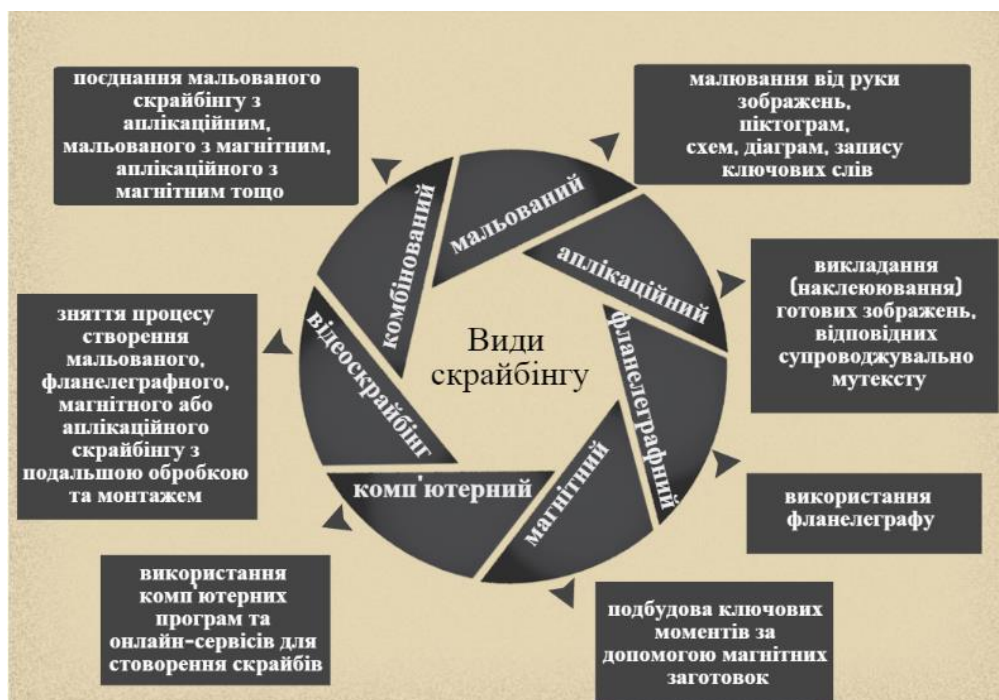 поєднання мальованого
скрайбінгу з
аплікаційним,
мальованого з магнітним,
аплікаційного з
магнітним тощо
малювання від руки
зображень,
піктограм,
схем, діаграм, запису
ключових слів
комбінований
мальований
аплікаційний
викладання
(наклеюювання)
готових зображень,
відповідних
супроводжувально
мутексту
зняття процесу
створення
мальованого,
фланелеграфного,
магнітного або
аплікаційного
скрайбінгу з
подальшою обробкою
та монтажем
відеоскрайбінг
Види
скрайбінгу
фланелеграфний
комп'ютерний
магнітний
використання
фланелеграфу
використання
комп'ютерних
програм та
онлайн-сервісів для
стоворення скрайбів
подбудова ключових
моментів за
допомогою магнітних
заготовок